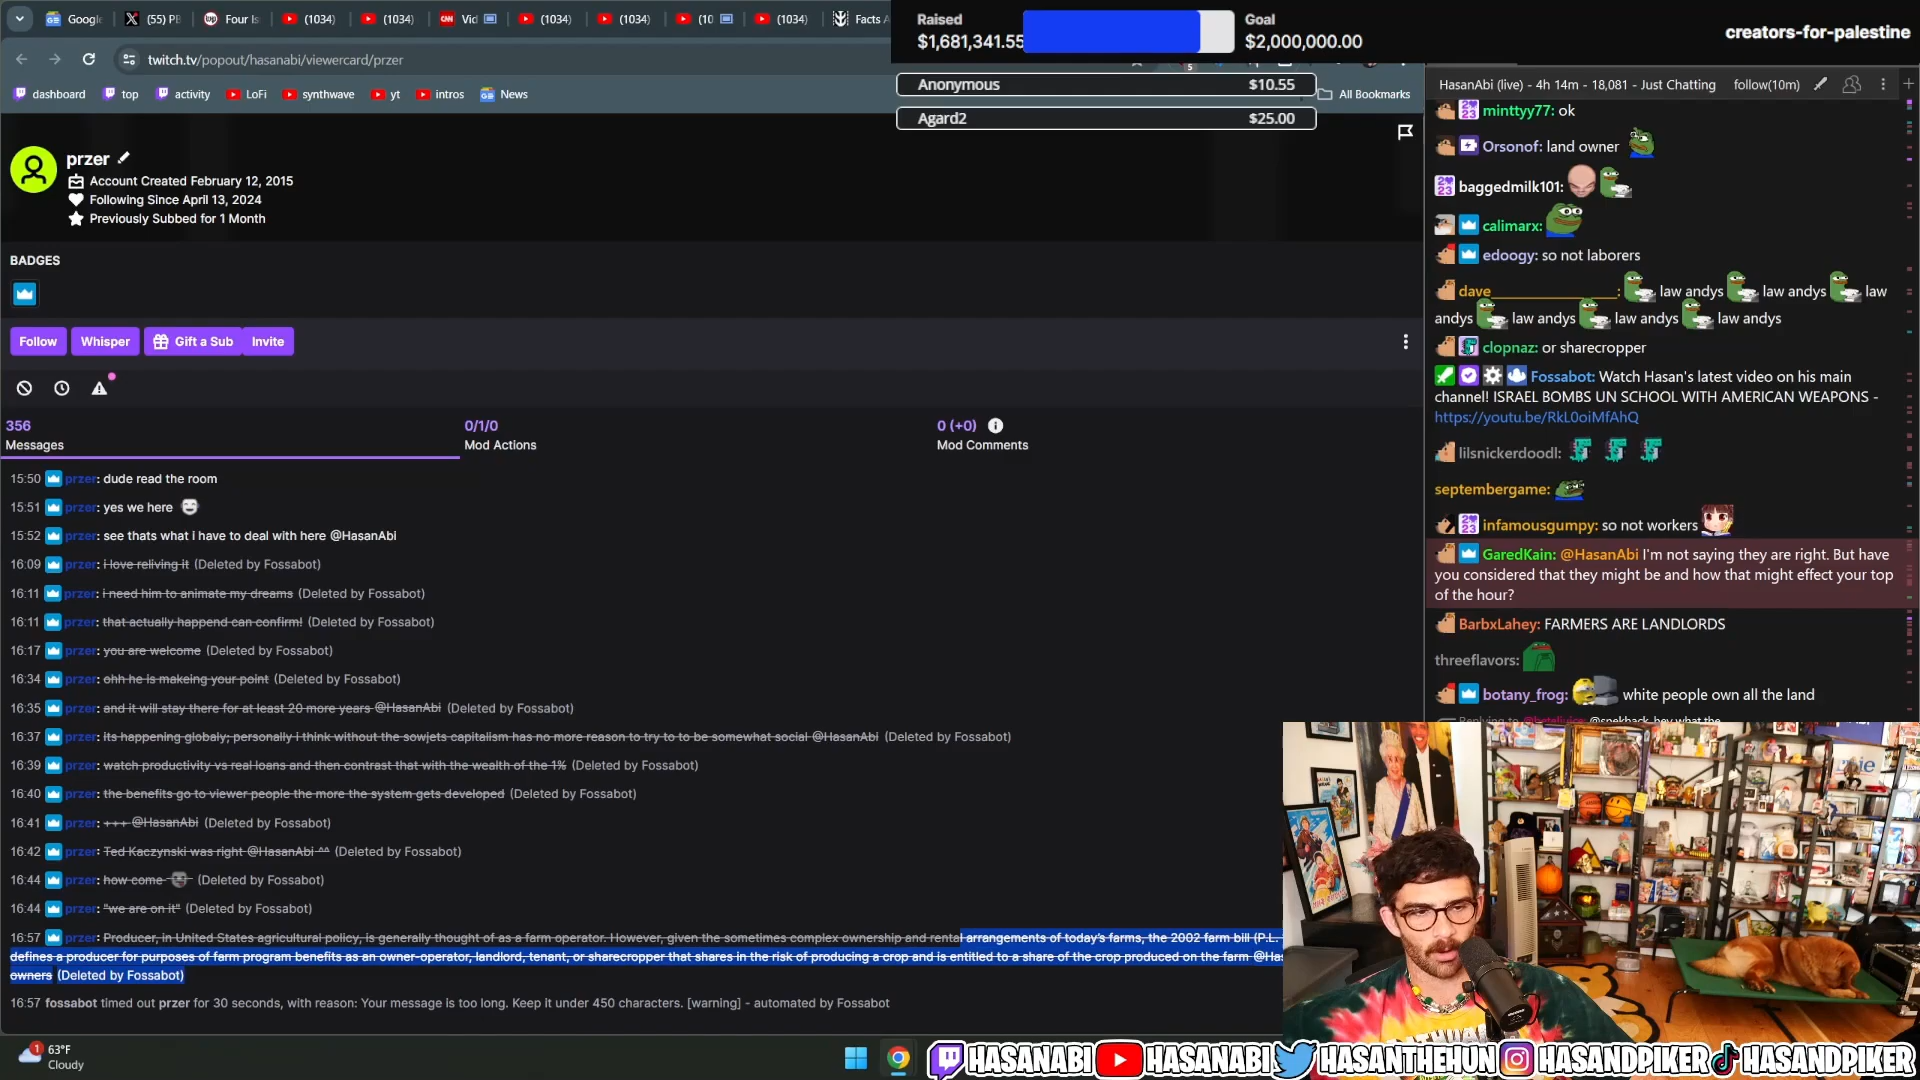 Googl
(55) PE
Four Is
(1034)
(1034)
Vid
(1034)
(1034)
(10
(1034)
Facts A
twitch.tv/popout/hasanabi/viewercard/przer
dashboard
top
activity
LoFi
synthwave
yt
intros
News
All Bookmarks
Raised
$1,681,341.55
Goal
$2,000,000.00
creators-for-palestine
Anonymous $10.55
Agard2 $25.00
przer
Account Created February 12, 2015
Following Since April 13, 2024
Previously Subbed for 1 Month
BADGES
Follow
Whisper
Gift a Sub
Invite
356
Messages
0/1/0
Mod Actions
0 (+0)
Mod Comments
15:50 przer: dude read the room
15:51 przer: yes we here
15:52 przer: see thats what i have to deal with here @HasanAbi
16:09 przer: i love reliving it (Deleted by Fossabot)
16:11 przer: i need him to animate my dreams (Deleted by Fossabot)
16:11 przer: that actually happend can confirm! (Deleted by Fossabot)
16:17 przer: you are welcome (Deleted by Fossabot)
16:34 przer: ohh he is makeing your point (Deleted by Fossabot)
16:35 przer: and it will stay there for at least 20 more years @HasanAbi (Deleted by Fossabot)
16:37 przer: its happening globaly; personally i think without the sowjets capitalism has no more reason to try to to be somewhat social @HasanAbi (Deleted by Fossabot)
16:39 przer: watch productivity vs real loans and then contrast that with the wealth of the 1% (Deleted by Fossabot)
16:40 przer: the benefits go to viewer people the more the system gets developed (Deleted by Fossabot)
16:41 przer: +++ @HasanAbi (Deleted by Fossabot)
16:42 przer: Ted Kaczynski was right @HasanAbi ^^ (Deleted by Fossabot)
16:44 przer: how come (Deleted by Fossabot)
16:44 przer: "we are on it" (Deleted by Fossabot)
16:57 przer: Producer, in United States agricultural policy, is generally thought of as a farm operator. However, given the sometimes complex ownership and rental arrangements of today's farms, the 2002 farm bill (P.L.
defines a producer for purposes of farm program benefits as an owner-operator, landlord, tenant, or sharecropper that shares in the risk of producing a crop and is entitled to a share of the crop produced on the farm @Has
owners (Deleted by Fossabot)
16:57 fossabot timed out przer for 30 seconds, with reason: Your message is too long. Keep it under 450 characters. [warning] - automated by Fossabot
HasanAbi (live) - 4h 14m - 18,081 - Just Chatting
follow(10m)
minttyy77: ok
Orsonof: land owner
baggedmilk101:
calimarx:
edoogy: so not laborers
dave__________________: law andys law andys law
andys law andys law andys law andys
clopnaz: or sharecropper
Fossabot: Watch Hasan's latest video on his main
channel! ISRAEL BOMBS UN SCHOOL WITH AMERICAN WEAPONS -
https://youtu.be/RkL0oiMfAhQ
lilsnickerdoodl:
septembergame:
infamousgumpy: so not workers
GaredKain: @HasanAbi I'm not saying they are right. But have
you considered that they might be and how that might effect your top
of the hour?
BarbxLahey: FARMERS ARE LANDLORDS
threeflavors:
botany_frog: white people own all the land
1
63°F
Cloudy
HASANABI
HASANABI
HASANTHEHUN
HASANDPIKER
HASANDPIKER